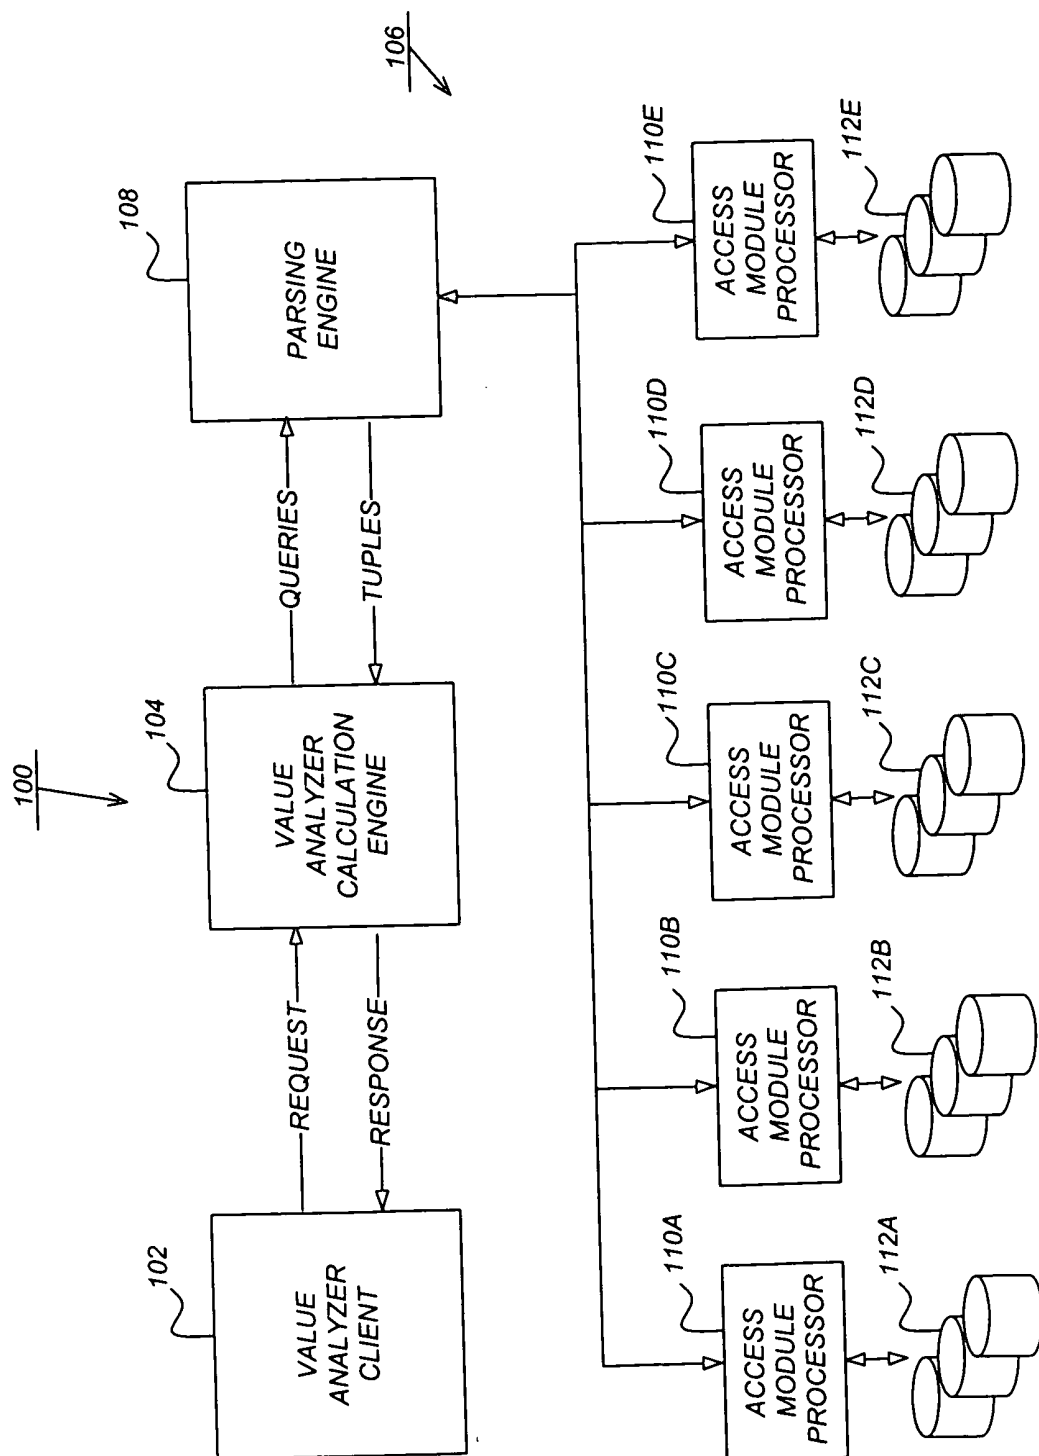 100
106
102
VALUE
ANALYZER
CLIENT
REQUEST
RESPONSE
104
VALUE
ANALYZER
CALCULATION
ENGINE
QUERIES
TUPLES
108
PARSING
ENGINE
110A
ACCESS
MODULE
PROCESSOR
112A
110B
ACCESS
MODULE
PROCESSOR
112B
110C
ACCESS
MODULE
PROCESSOR
112C
110D
ACCESS
MODULE
PROCESSOR
112D
110E
ACCESS
MODULE
PROCESSOR
112E